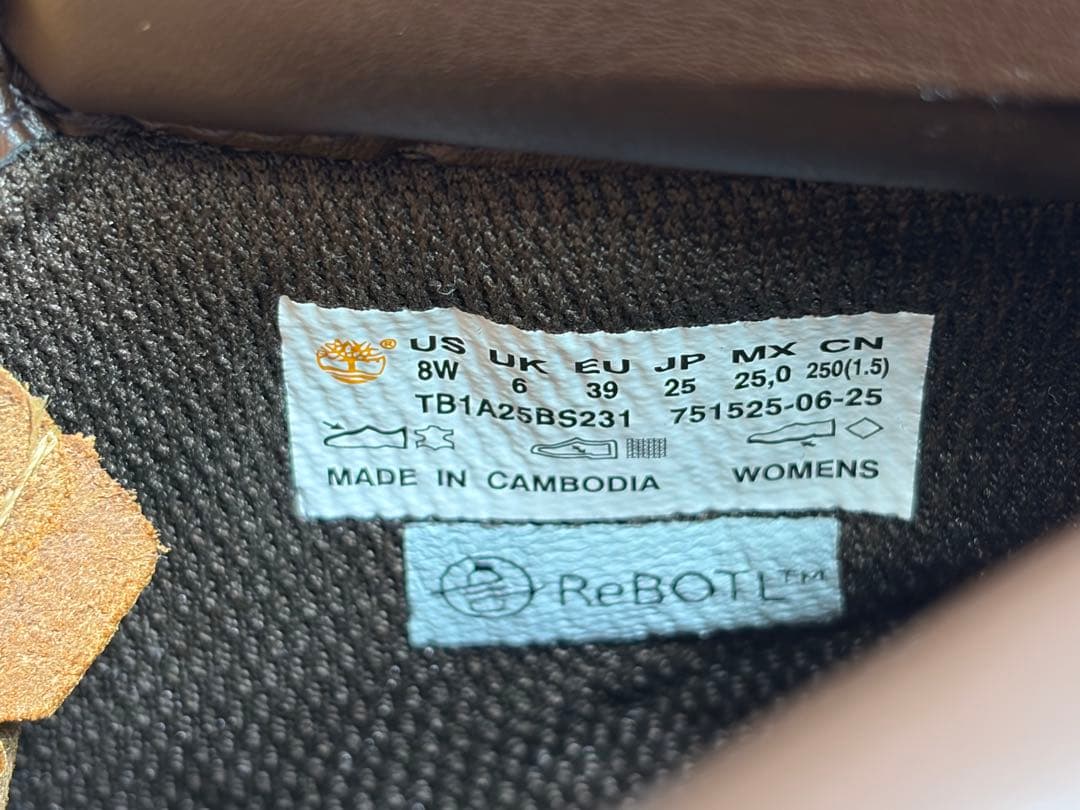 US UK EU JP MX CN
8W 6 39 25 25,0 250(1.5)
TB1A25BS231 751525-06-25
MADE IN CAMBODIA WOMENS
ReBOTL™